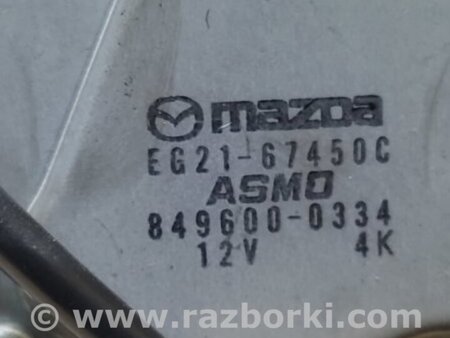 mazda
EG21-67450C
ASMO
849600-0334
12V 4K
© www.razborki.com